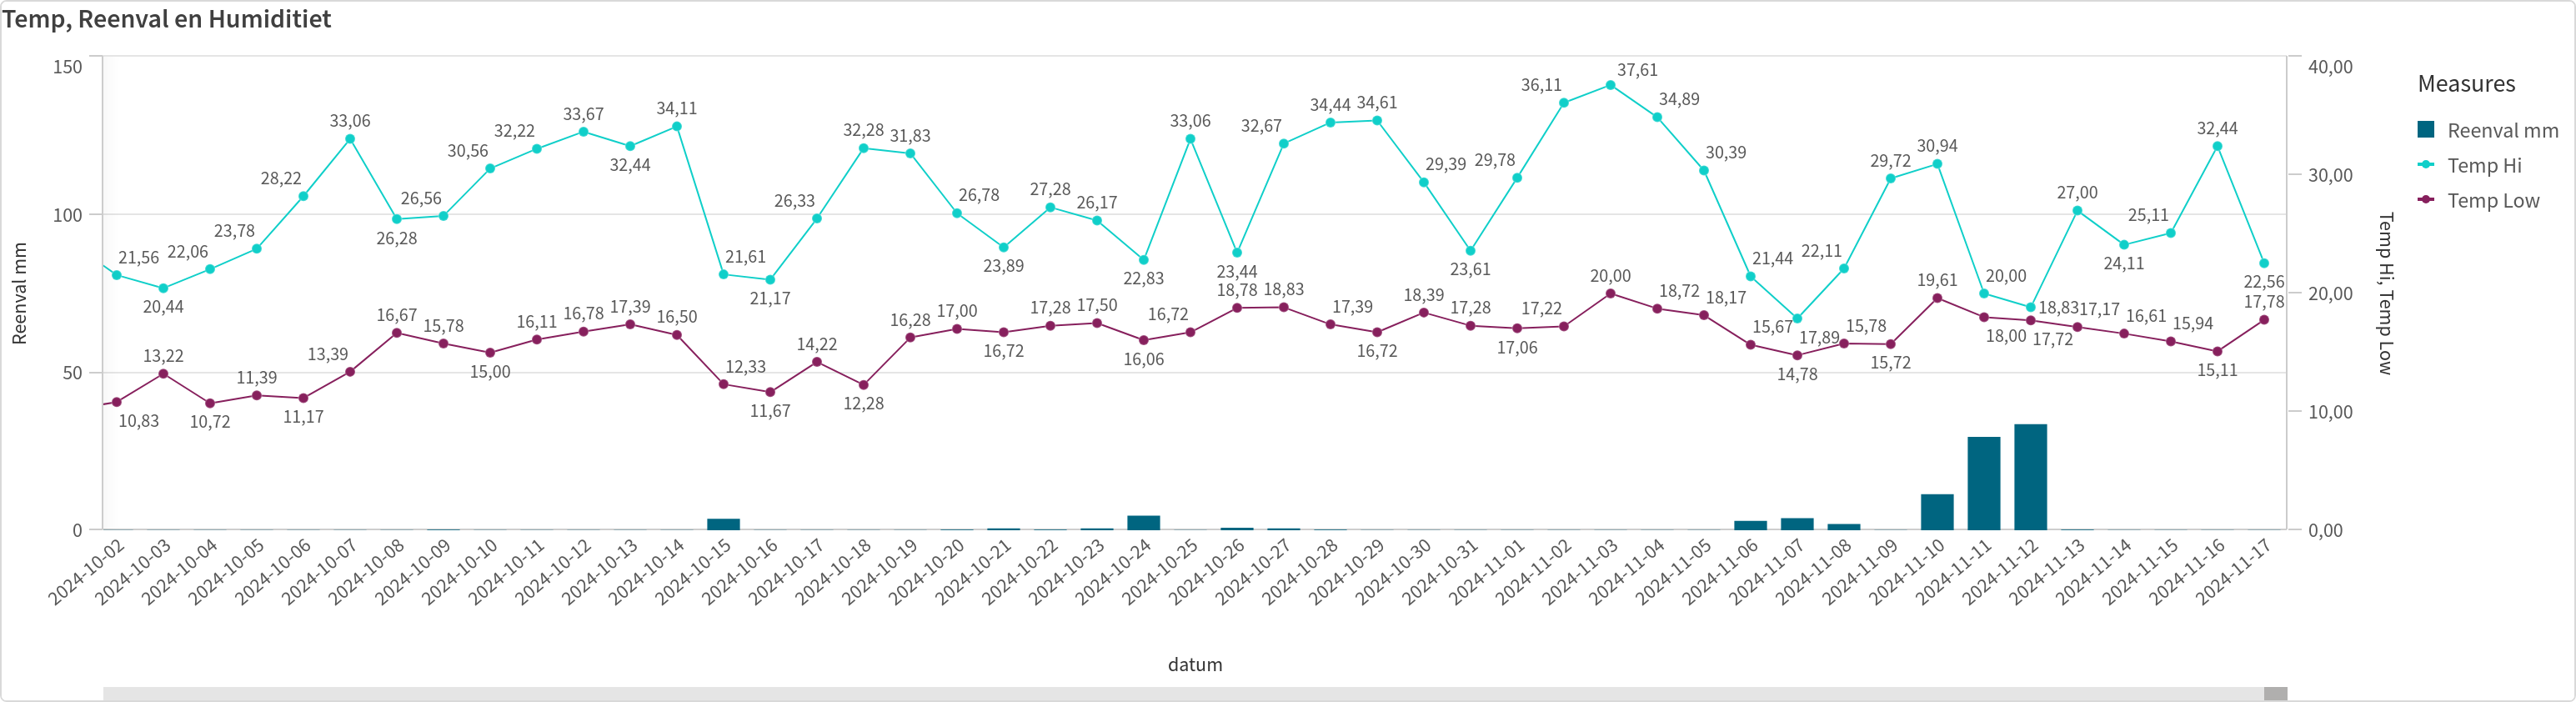 Temp, Reenval en Humiditiet
150
100
50
0
Reenval mm
40,00
30,00
20,00
10,00
0,00
Temp Hi, Temp Low
Measures
Reenval mm
Temp Hi
Temp Low
21,56 20,44 22,06 23,78 28,22 33,06 26,28 26,56 30,56 32,22 33,67 32,44 34,11 21,61 21,17 26,33 32,28 31,83 26,78 23,89 27,28 26,17 22,83 33,06 23,44 32,67 34,44 34,61 29,39 23,61 29,78 36,11 37,61 34,89 30,39 21,44 17,89 22,11 29,72 30,94 20,00 18,83 27,00 24,11 25,11 32,44 22,56
10,83 13,22 10,72 11,39 11,17 13,39 16,67 15,78 15,00 16,11 16,78 17,39 16,50 12,33 11,67 14,22 12,28 16,28 17,00 16,72 17,28 17,50 16,06 16,72 18,78 18,83 17,39 16,72 18,39 17,28 17,06 17,22 20,00 18,72 18,17 15,67 14,78 15,78 15,72 19,61 18,00 17,72 17,17 16,61 15,94 15,11 17,78
2024-10-02 2024-10-03 2024-10-04 2024-10-05 2024-10-06 2024-10-07 2024-10-08 2024-10-09 2024-10-10 2024-10-11 2024-10-12 2024-10-13 2024-10-14 2024-10-15 2024-10-16 2024-10-17 2024-10-18 2024-10-19 2024-10-20 2024-10-21 2024-10-22 2024-10-23 2024-10-24 2024-10-25 2024-10-26 2024-10-27 2024-10-28 2024-10-29 2024-10-30 2024-10-31 2024-11-01 2024-11-02 2024-11-03 2024-11-04 2024-11-05 2024-11-06 2024-11-07 2024-11-08 2024-11-09 2024-11-10 2024-11-11 2024-11-12 2024-11-13 2024-11-14 2024-11-15 2024-11-16 2024-11-17
datum